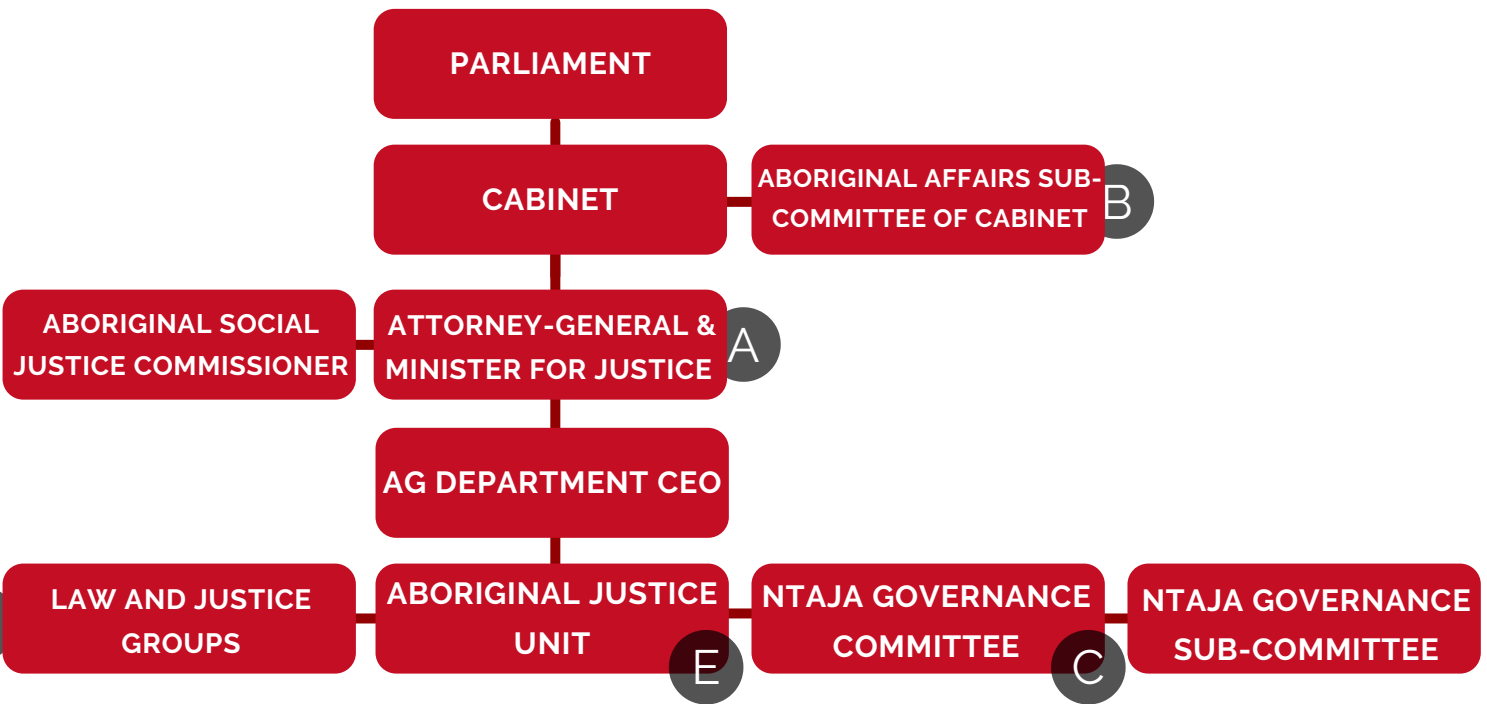 PARLIAMENT
CABINET
ABORIGINAL AFFAIRS SUB-
COMMITTEE OF CABINET
B
ABORIGINAL SOCIAL
JUSTICE COMMISSIONER
ATTORNEY-GENERAL &
MINISTER FOR JUSTICE
A
AG DEPARTMENT CEO
LAW AND JUSTICE
GROUPS
ABORIGINAL JUSTICE
UNIT
E
NTAJA GOVERNANCE
COMMITTEE
C
NTAJA GOVERNANCE
SUB-COMMITTEE